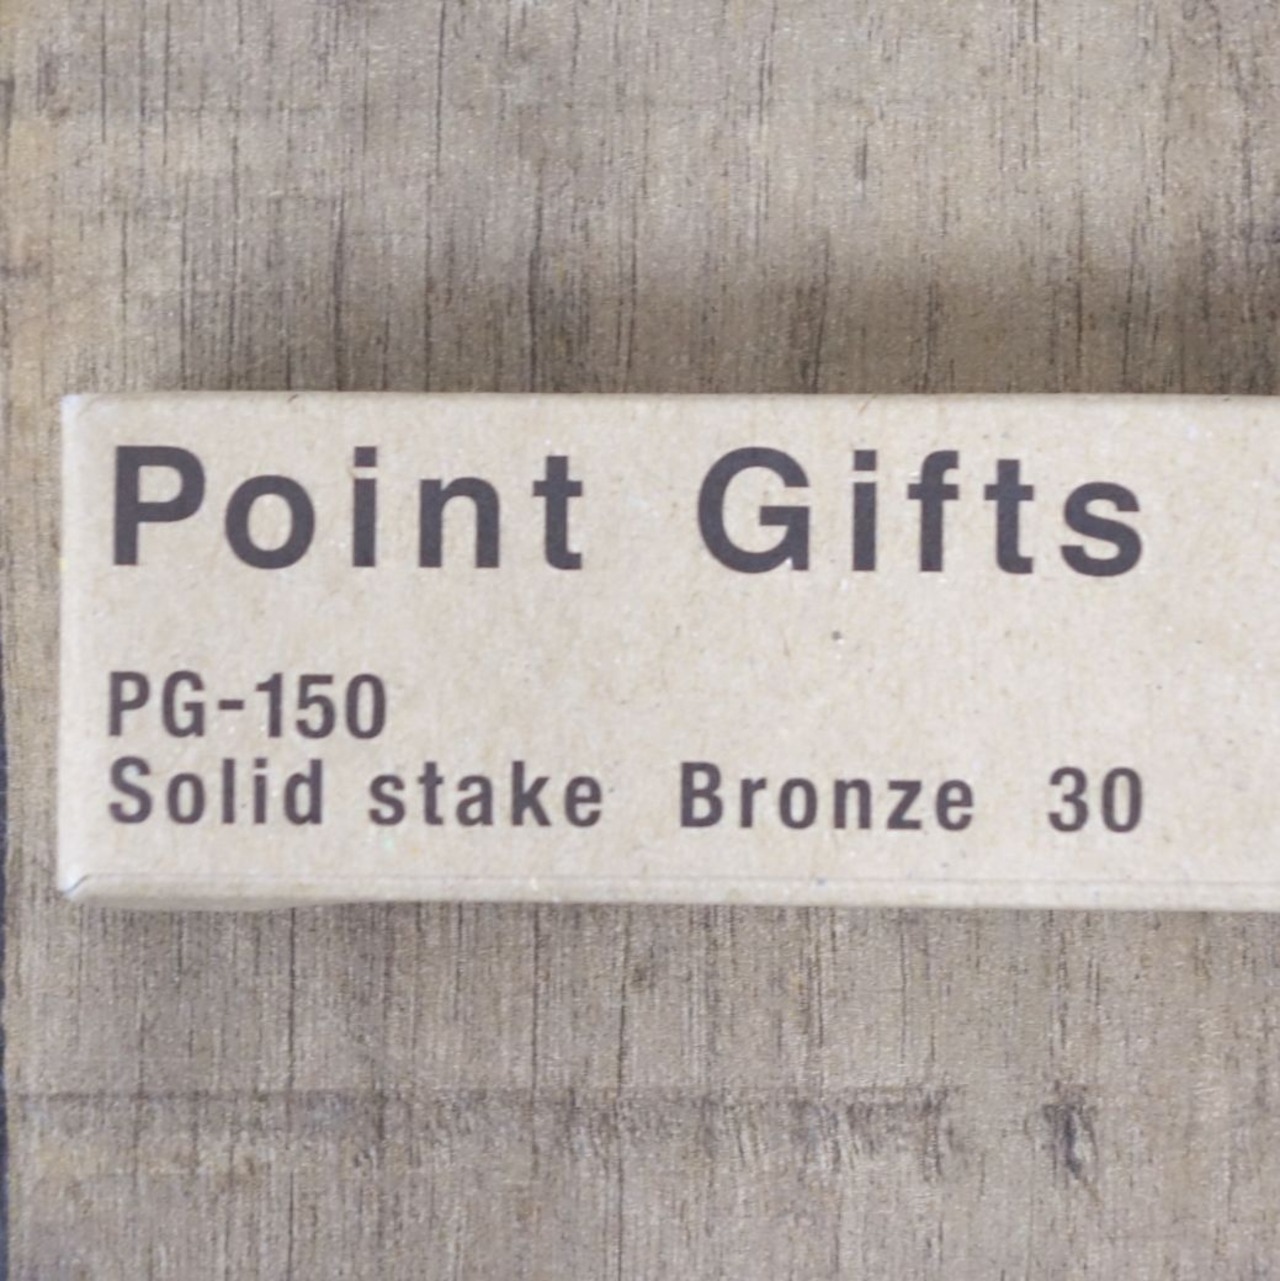 Point Gifts
PG-150
Solid stake Bronze 30